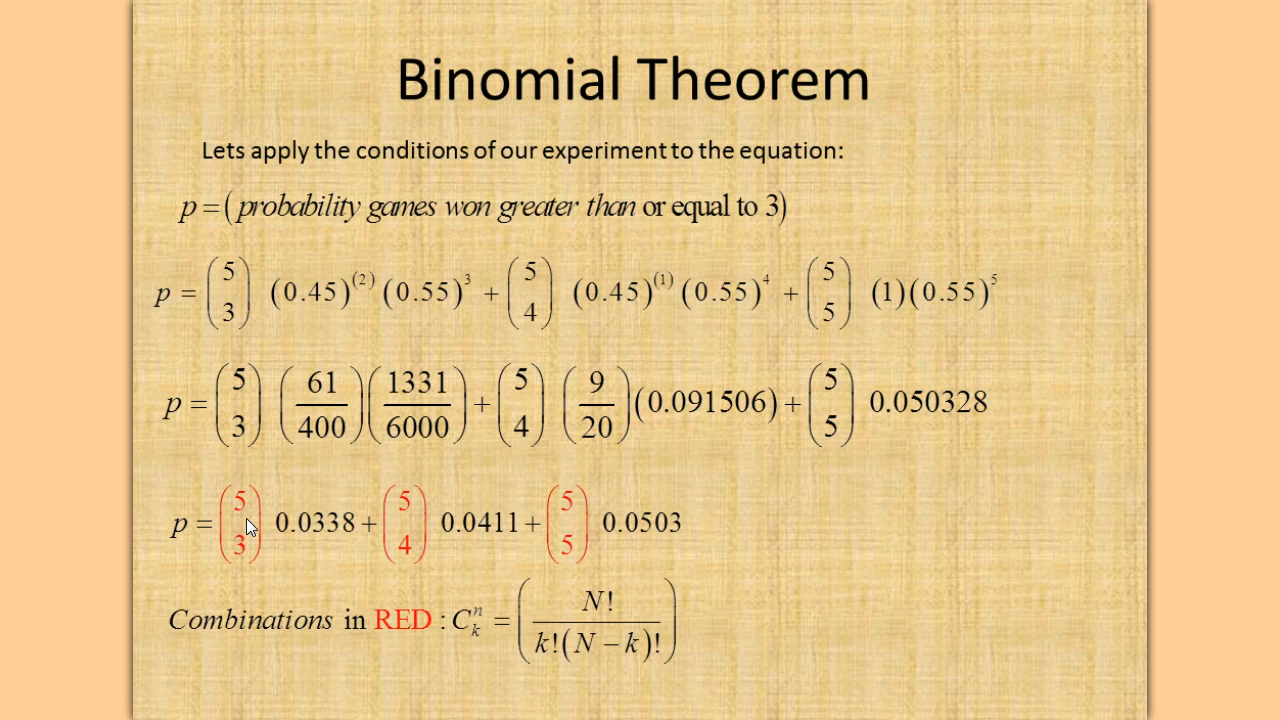 Binomial Theorem
Lets apply the conditions of our experiment to the equation:
p = ( probability games won greater than or equal to 3)
p = (5 3) (0.45)^(2) (0.55)^3 + (5 4) (0.45)^(1) (0.55)^4 + (5 5) (1)(0.55)^5
p = (5 3) (61/400)(1331/6000) + (5 4) (9/20)(0.091506) + (5 5) 0.050328
p = (5 3) 0.0338 + (5 4) 0.0411 + (5 5) 0.0503
Combinations in RED : C^n_k = (N! / k!(N − k)!)